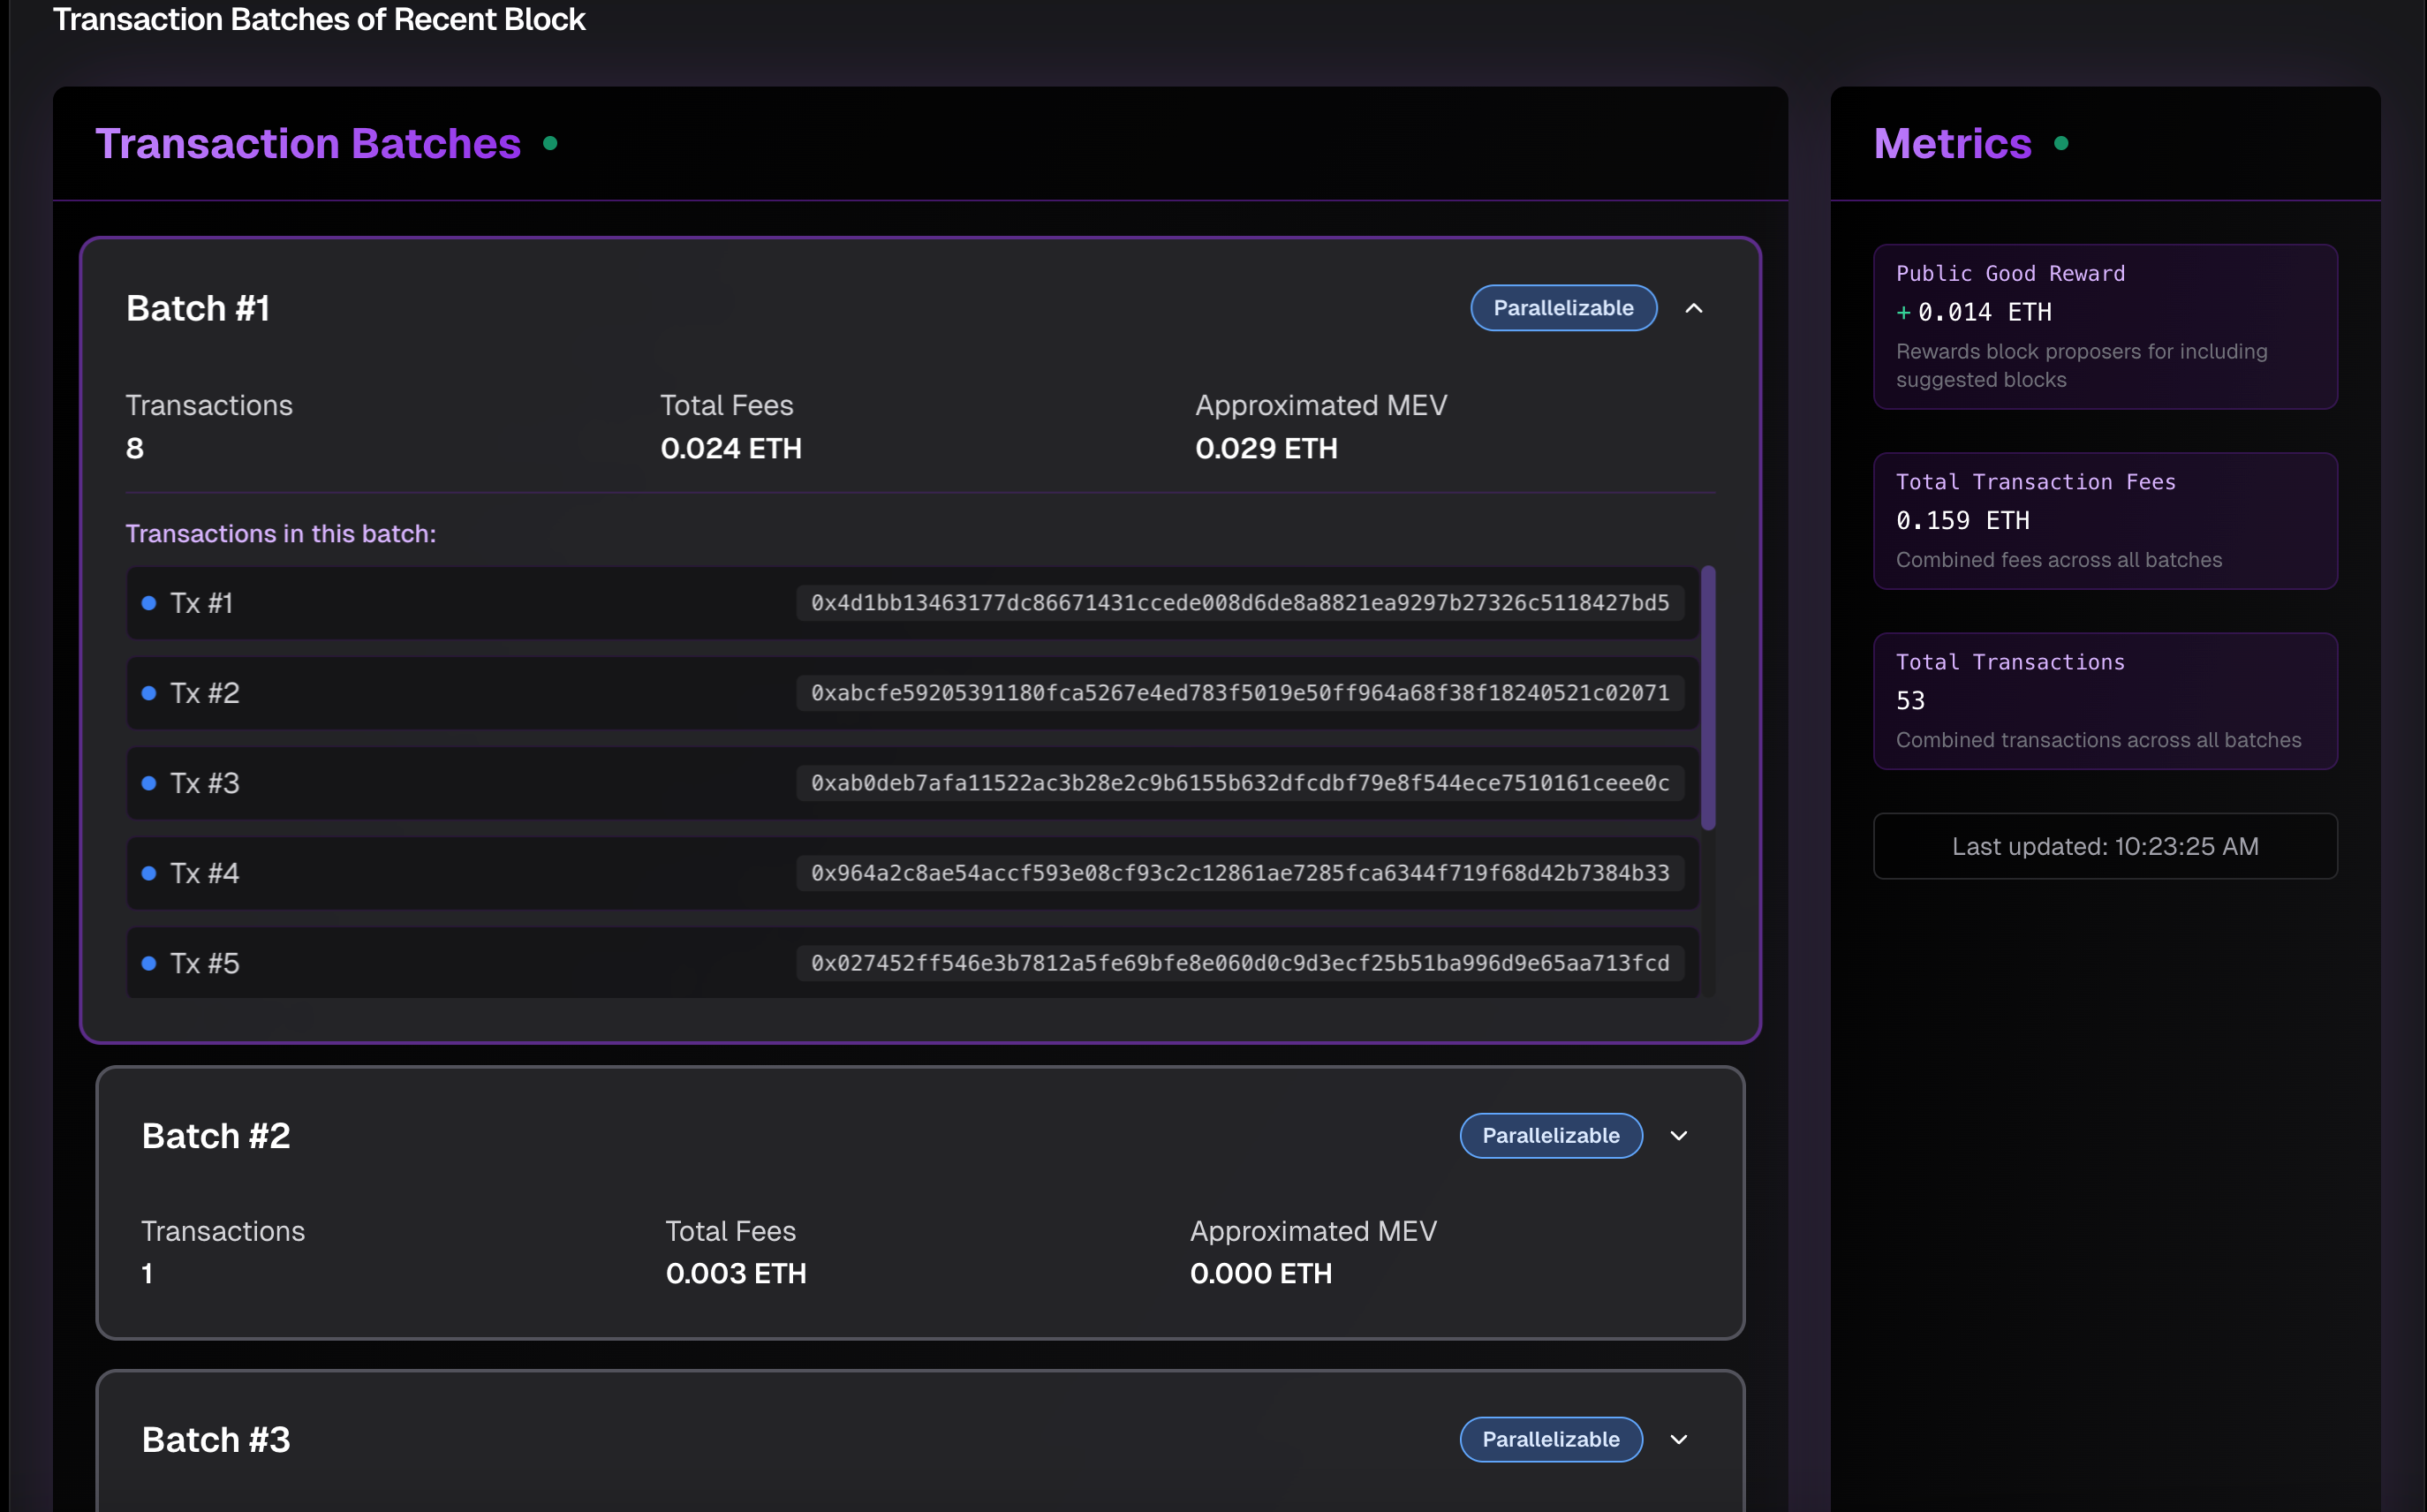 Transaction Batches of Recent Block
Transaction Batches
Batch #1
Parallelizable
Transactions
8
Total Fees
0.024 ETH
Approximated MEV
0.029 ETH
Transactions in this batch:
Tx #1
0x4d1bb13463177dc86671431ccede008d6de8a8821ea9297b27326c5118427bd5
Tx #2
0xabcfe59205391180fca5267e4ed783f5019e50ff964a68f38f18240521c02071
Tx #3
0xab0deb7afa11522ac3b28e2c9b6155b632dfcdbf79e8f544ece7510161ceee0c
Tx #4
0x964a2c8ae54accf593e08cf93c2c12861ae7285fca6344f719f68d42b7384b33
Tx #5
0x027452ff546e3b7812a5fe69bfe8e060d0c9d3ecf25b51ba996d9e65aa713fcd
Batch #2
Parallelizable
Transactions
1
Total Fees
0.003 ETH
Approximated MEV
0.000 ETH
Batch #3
Parallelizable
Metrics
Public Good Reward
+ 0.014 ETH
Rewards block proposers for including
suggested blocks
Total Transaction Fees
0.159 ETH
Combined fees across all batches
Total Transactions
53
Combined transactions across all batches
Last updated: 10:23:25 AM